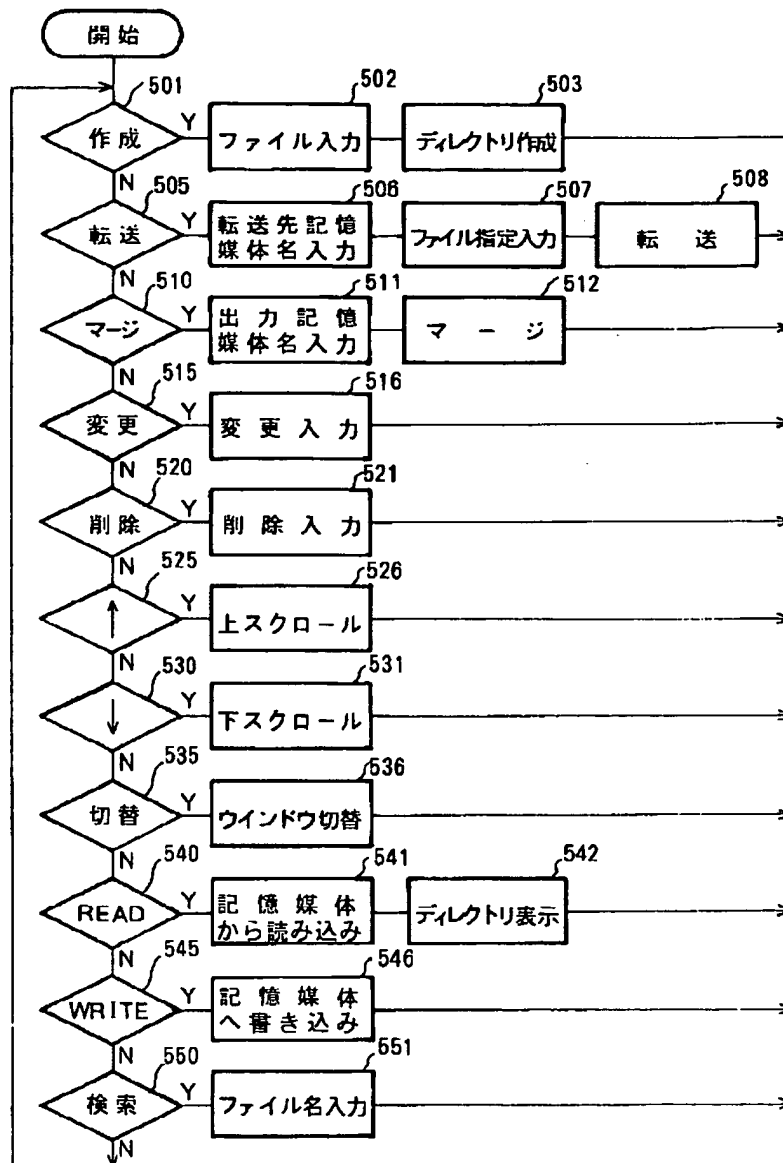 開始
501
502
503
作成
Y
ファイル入力
ディレクトリ作成
N
505
506
507
508
転送
Y
転送先記憶
媒体名入力
ファイル指定入力
転送
N
510
511
512
マージ
Y
出力記憶
媒体名入力
マージ
N
515
516
変更
Y
変更入力
N
520
521
削除
Y
削除入力
N
525
526
↑
Y
上スクロール
N
530
531
↓
Y
下スクロール
N
535
536
切替
Y
ウインドウ切替
N
540
541
542
READ
Y
記憶媒体
から読み込み
ディレクトリ表示
N
545
546
WRITE
Y
記憶媒体
へ書き込み
N
550
551
検索
Y
ファイル名入力
N